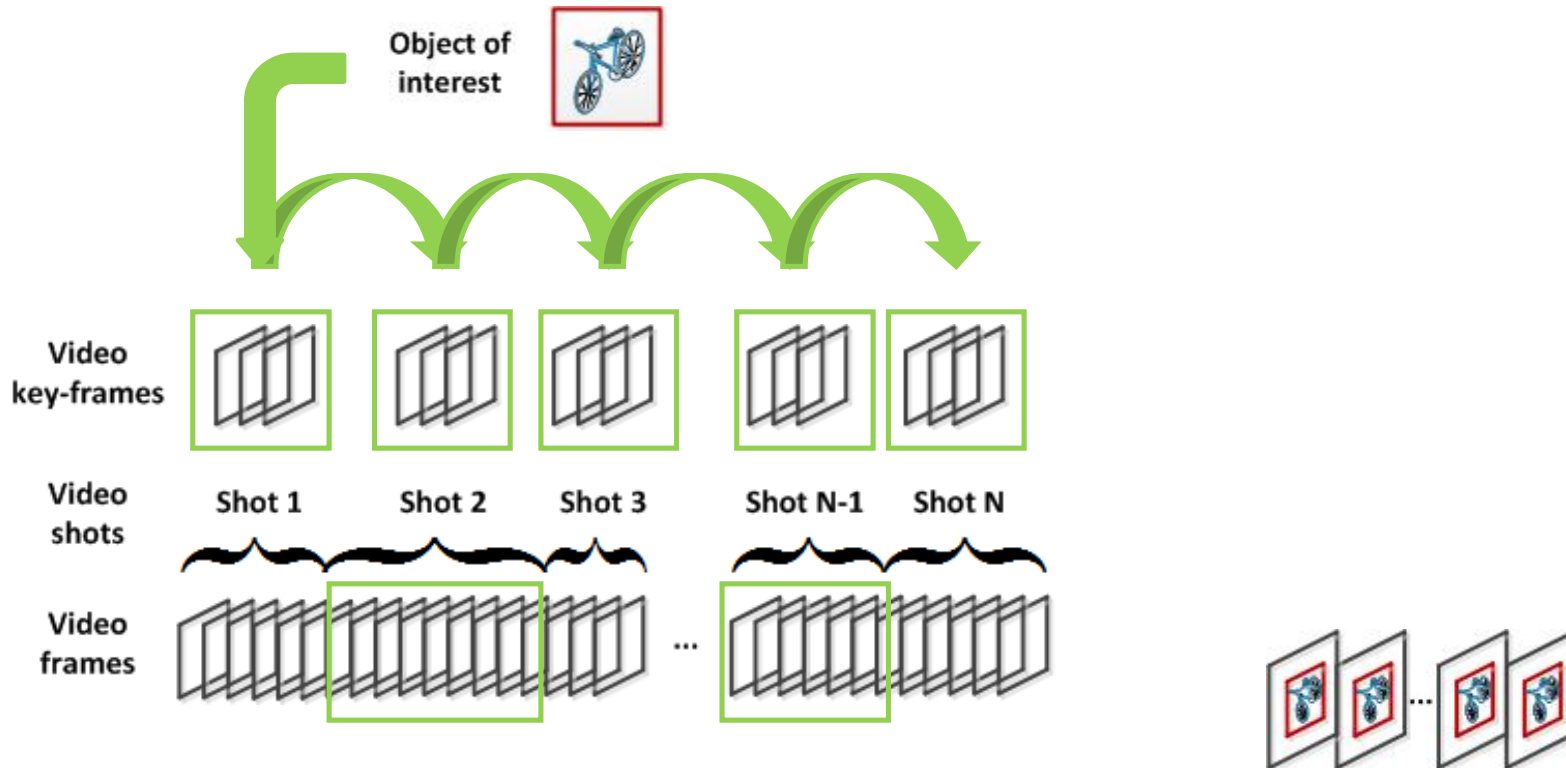 Object of
interest
Video
key-frames
Video
shots
Shot 1 Shot 2 Shot 3 Shot N-1 Shot N
Video
frames
...
...